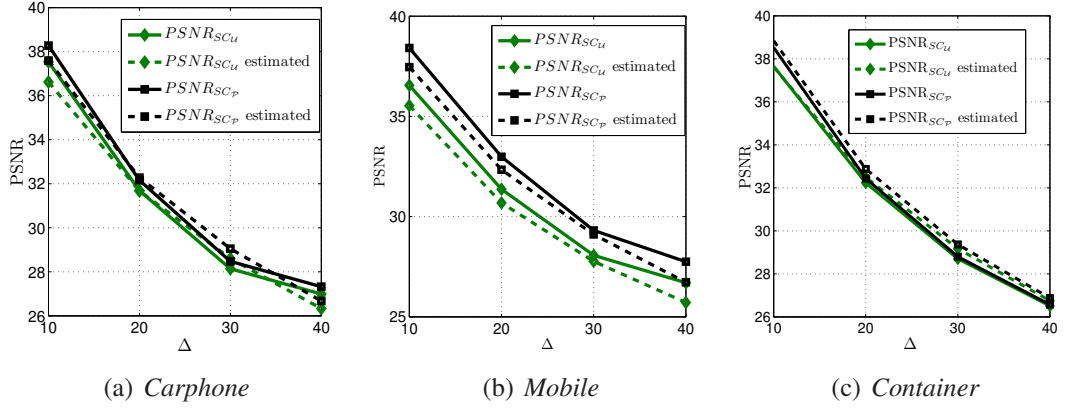 40
38
36
34
32
30
28
26
PSNR
10
20
30
40
Δ
PSNR_{SC_U}
PSNR_{SC_U} estimated
PSNR_{SC_P}
PSNR_{SC_P} estimated
(a) Carphone
40
35
30
25
PSNR
10
20
30
40
Δ
PSNR_{SC_U}
PSNR_{SC_U} estimated
PSNR_{SC_P}
PSNR_{SC_P} estimated
(b) Mobile
40
38
36
34
32
30
28
26
PSNR
10
20
30
40
Δ
PSNR_{SC_U}
PSNR_{SC_U} estimated
PSNR_{SC_P}
PSNR_{SC_P} estimated
(c) Container